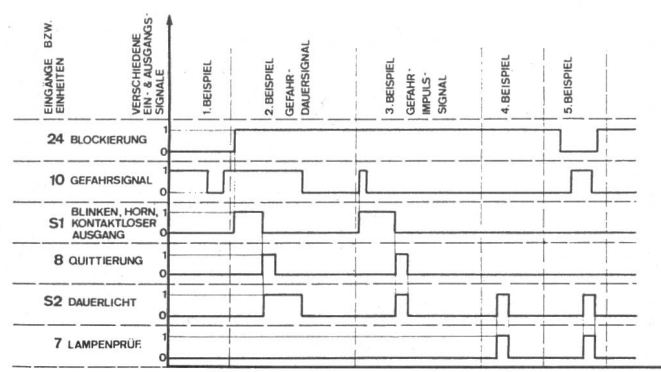 EINGÄNGE BZW.
EINHEITEN
VERSCHIEDENE
EIN- & AUSGANGS-
SIGNALE
1. BEISPIEL
2. BEISPIEL
GEFAHR-
DAUERSIGNAL
3. BEISPIEL
GEFAHR-
IMPULS-
SIGNAL
4. BEISPIEL
5. BEISPIEL
24 BLOCKIERUNG
1
0
10 GEFAHRSIGNAL
1
0
S1 BLINKEN, HORN,
KONTAKTLOSER
AUSGANG
1
0
8 QUITTIERUNG
1
0
S2 DAUERLICHT
1
0
7 LAMPENPRÜF.
1
0